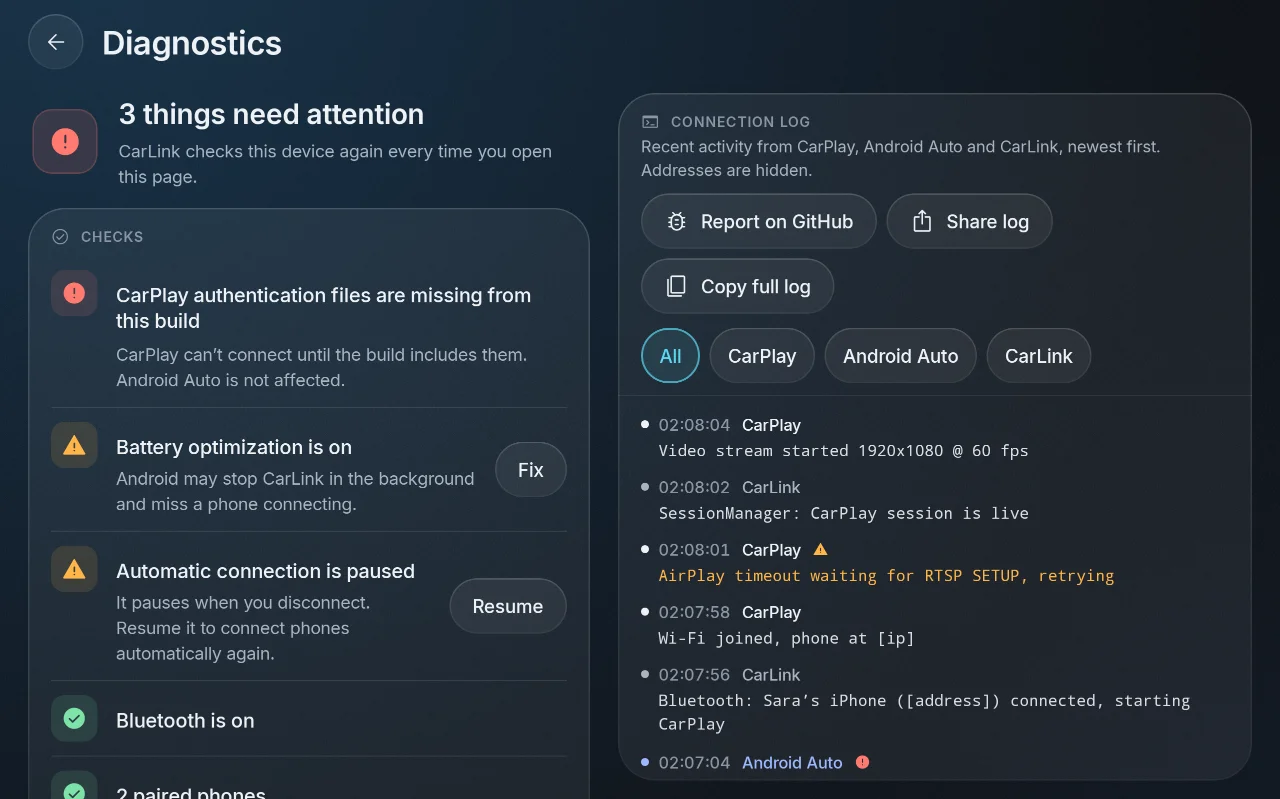 Diagnostics
3 things need attention
CarLink checks this device again every time you open
this page.
CHECKS
CarPlay authentication files are missing from
this build
CarPlay can’t connect until the build includes them.
Android Auto is not affected.
Battery optimization is on
Android may stop CarLink in the background
and miss a phone connecting.
Fix
Automatic connection is paused
It pauses when you disconnect.
Resume it to connect phones
automatically again.
Resume
Bluetooth is on
2 paired phones
CONNECTION LOG
Recent activity from CarPlay, Android Auto and CarLink, newest first.
Addresses are hidden.
Report on GitHub
Share log
Copy full log
All
CarPlay
Android Auto
CarLink
02:08:04 CarPlay
Video stream started 1920x1080 @ 60 fps
02:08:02 CarLink
SessionManager: CarPlay session is live
02:08:01 CarPlay
AirPlay timeout waiting for RTSP SETUP, retrying
02:07:58 CarPlay
Wi-Fi joined, phone at [ip]
02:07:56 CarLink
Bluetooth: Sara’s iPhone ([address]) connected, starting
CarPlay
02:07:04 Android Auto